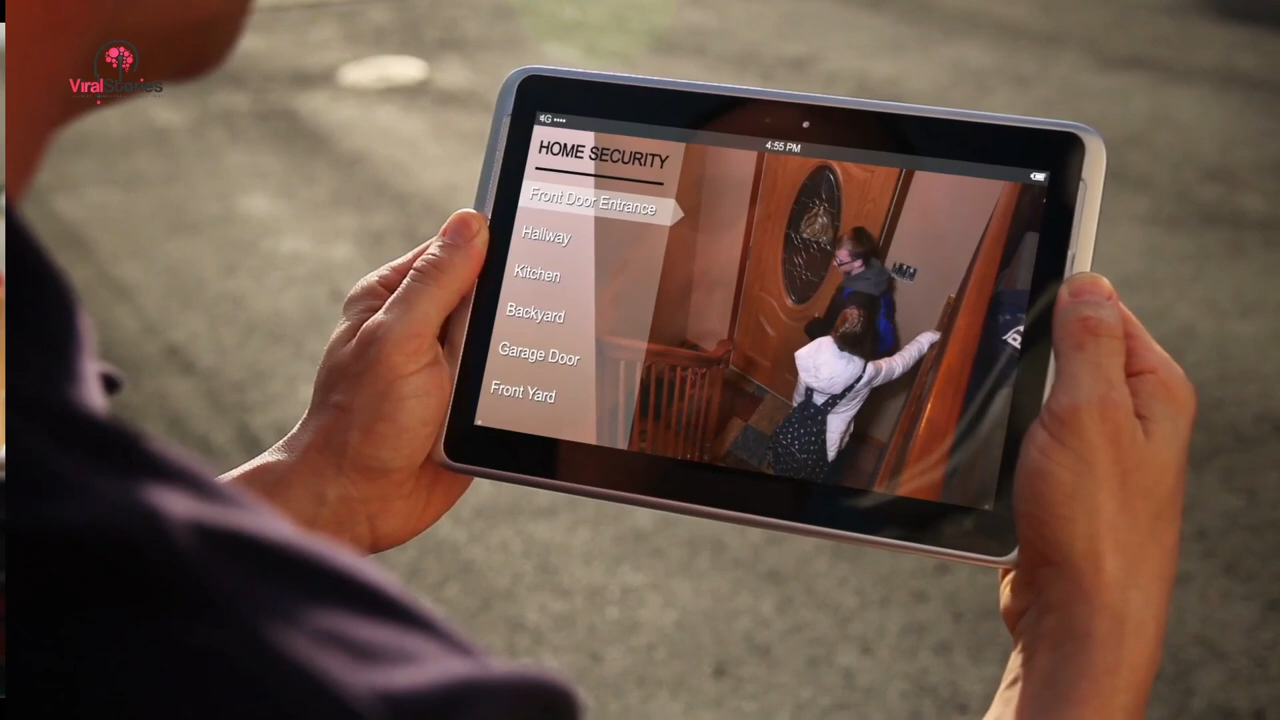 ViralStories
4G
4:55 PM
HOME SECURITY
Front Door Entrance
Hallway
Kitchen
Backyard
Garage Door
Front Yard